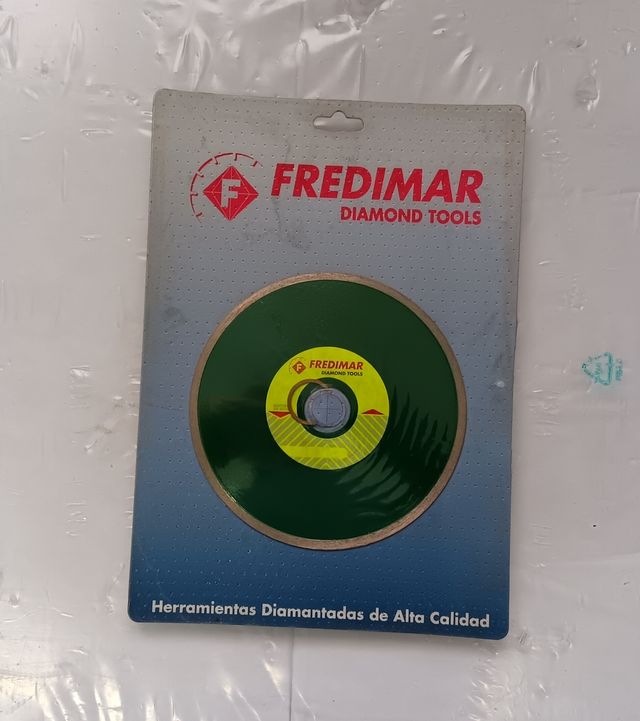 F
FREDIMAR
DIAMOND TOOLS
F
FREDIMAR
DIAMOND TOOLS
Herramientas Diamantadas de Alta Calidad